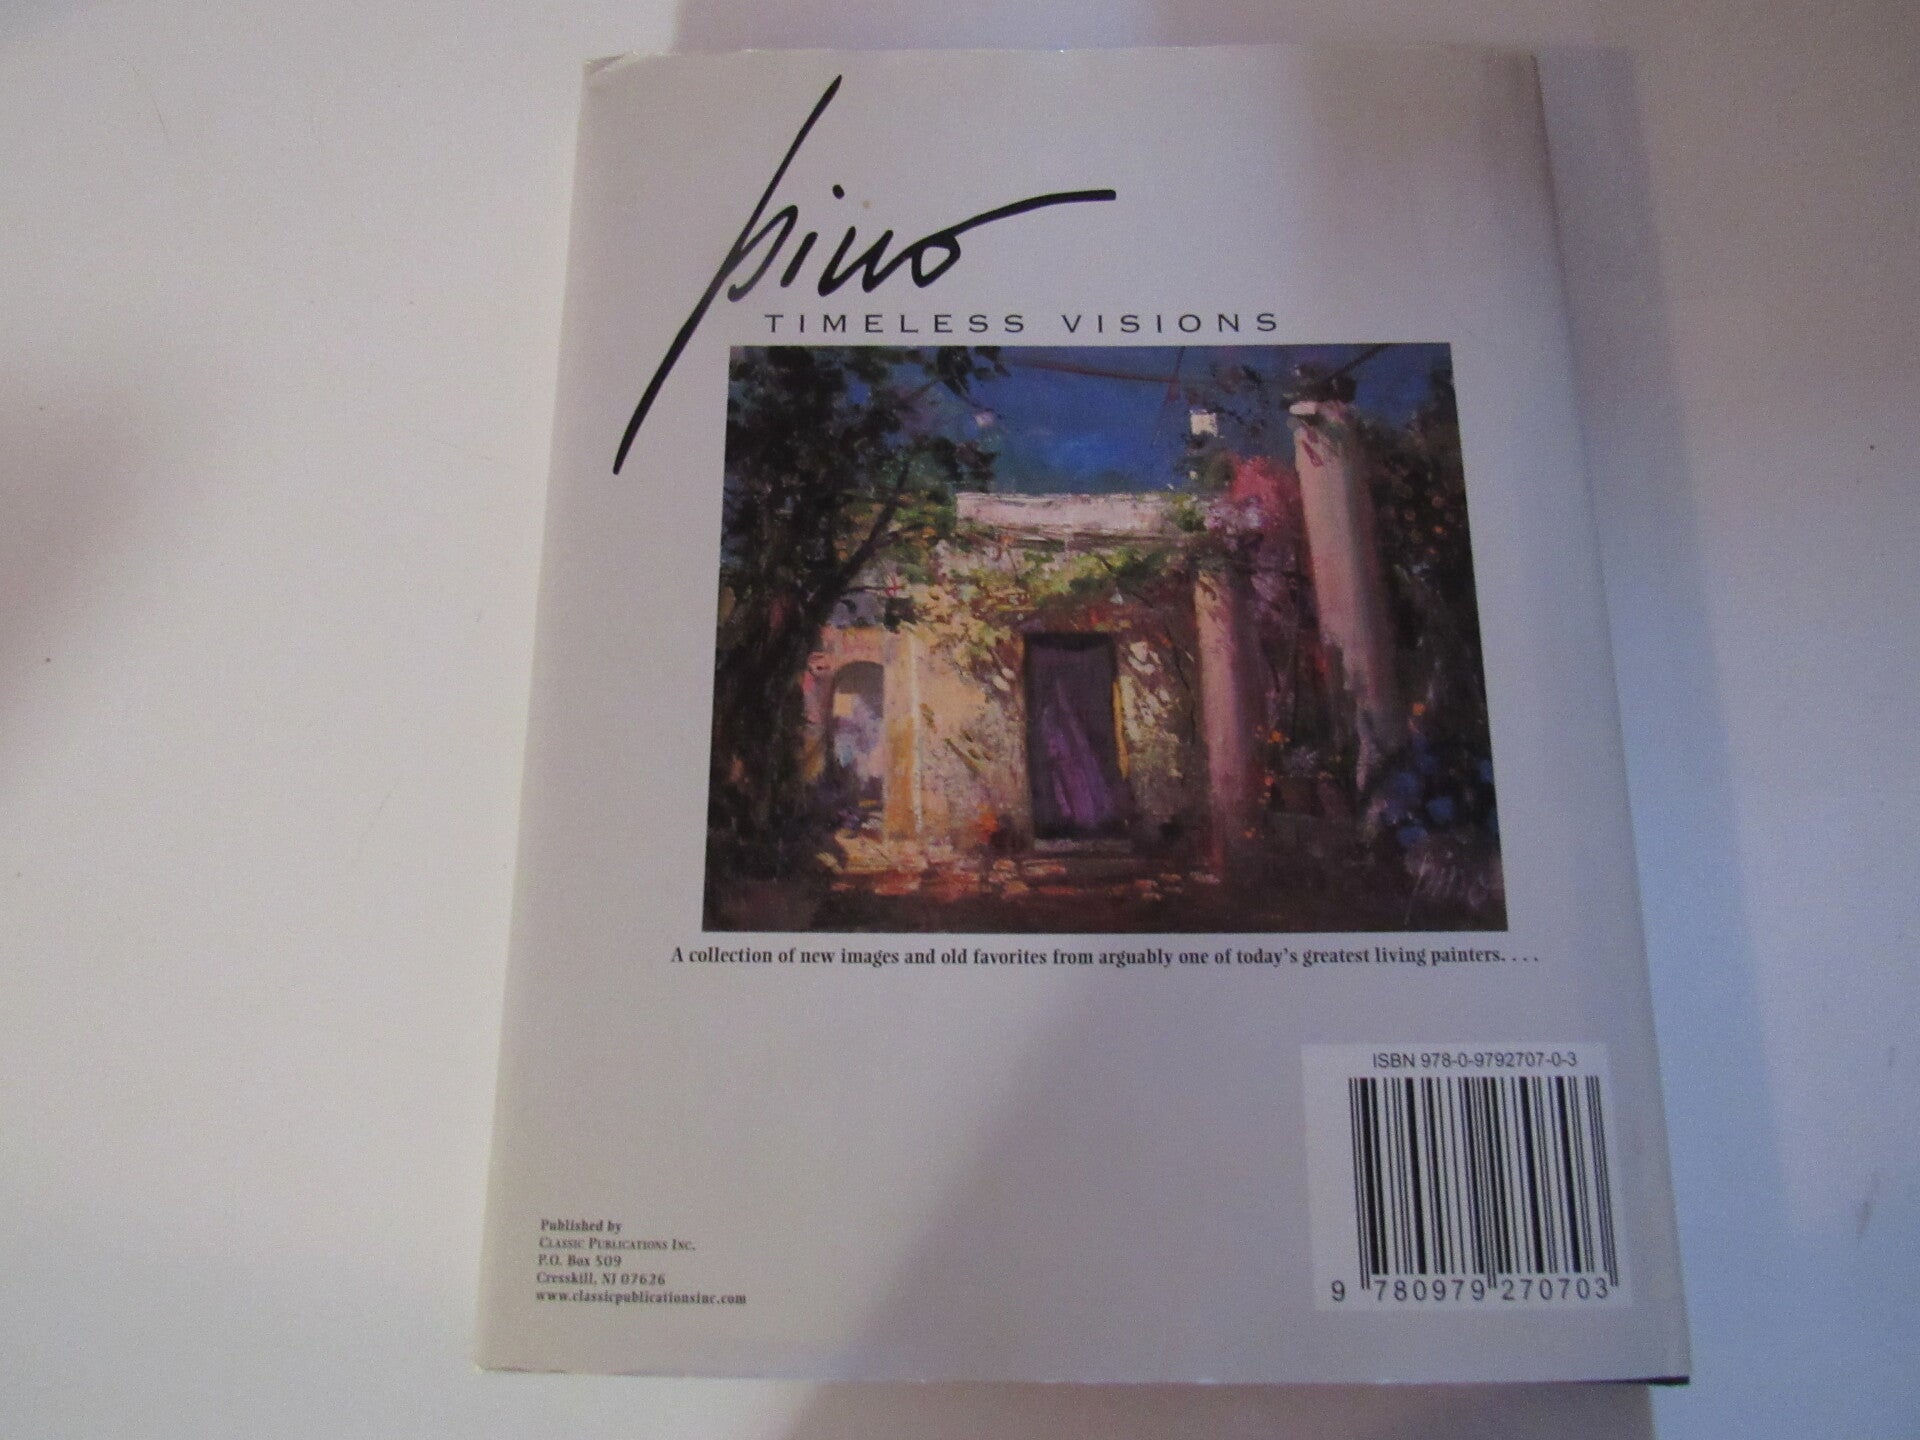 pino
TIMELESS VISIONS
A collection of new images and old favorites from arguably one of today's greatest living painters. . . .
ISBN 978-0-9792707-0-3
9 780979 270703
Published by
CLASSIC PUBLICATIONS INC.
P.O. Box 509
Cresskill, NJ 07626
www.classicpublicationsinc.com